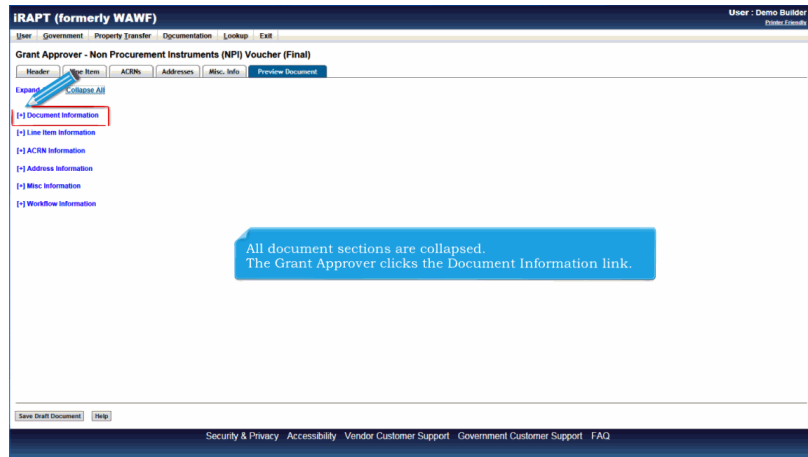 iRAPT (formerly WAWF)
User : Demo Builder
Printer Friendly
User Government Property Transfer Documentation Lookup Exit
Grant Approver - Non Procurement Instruments (NPI) Voucher (Final)
Header Line Item ACRNs Addresses Misc. Info Preview Document
Expand Collapse All
[+] Document Information
[+] Line Item Information
[+] ACRN Information
[+] Address Information
[+] Misc Information
[+] Workflow Information
All document sections are collapsed.
The Grant Approver clicks the Document Information link.
Save Draft Document Help
Security & Privacy Accessibility Vendor Customer Support Government Customer Support FAQ